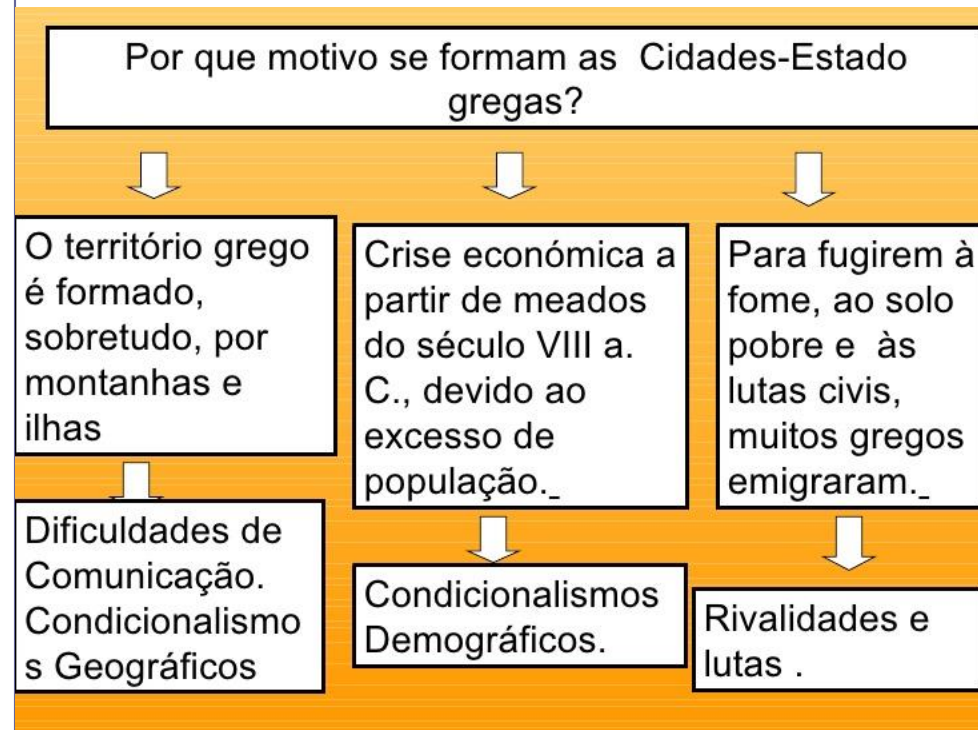 Por que motivo se formam as Cidades-Estado
gregas?
O território grego
é formado,
sobretudo, por
montanhas e
ilhas
Dificuldades de
Comunicação.
Condicionalismo
s Geográficos
Crise económica a
partir de meados
do século VIII a.
C., devido ao
excesso de
população.
Condicionalismos
Demográficos.
Para fugirem à
fome, ao solo
pobre e às
lutas civis,
muitos gregos
emigraram.
Rivalidades e
lutas .